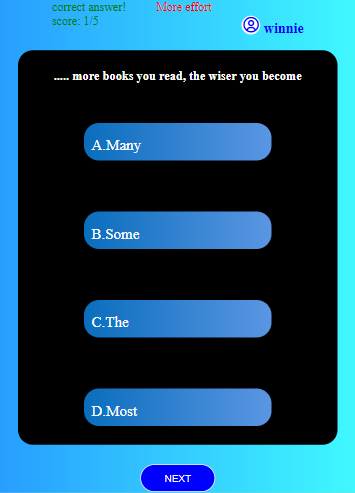 correct answer! More effort
score: 1/5
winnie
..... more books you read, the wiser you become
A.Many
B.Some
C.The
D.Most
NEXT